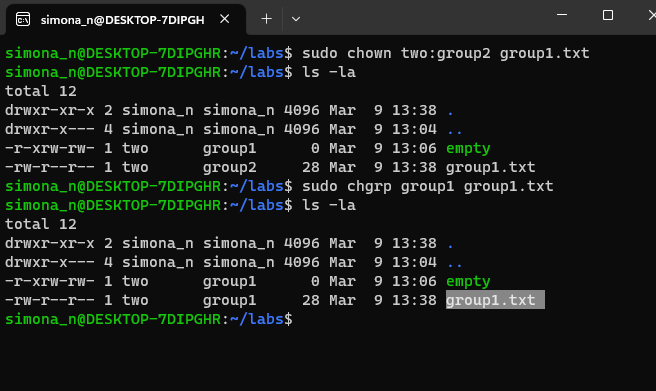 simona_n@DESKTOP-7DIPGH
simona_n@DESKTOP-7DIPGHR:~/labs$ sudo chown two:group2 group1.txt
simona_n@DESKTOP-7DIPGHR:~/labs$ ls -la
total 12
drwxr-xr-x 2 simona_n simona_n 4096 Mar  9 13:38 .
drwxr-x--- 4 simona_n simona_n 4096 Mar  9 13:04 ..
-r-xrw-rw- 1 two      group1      0 Mar  9 13:06 empty
-rw-r--r-- 1 two      group2     28 Mar  9 13:38 group1.txt
simona_n@DESKTOP-7DIPGHR:~/labs$ sudo chgrp group1 group1.txt
simona_n@DESKTOP-7DIPGHR:~/labs$ ls -la
total 12
drwxr-xr-x 2 simona_n simona_n 4096 Mar  9 13:38 .
drwxr-x--- 4 simona_n simona_n 4096 Mar  9 13:04 ..
-r-xrw-rw- 1 two      group1      0 Mar  9 13:06 empty
-rw-r--r-- 1 two      group1     28 Mar  9 13:38 group1.txt
simona_n@DESKTOP-7DIPGHR:~/labs$